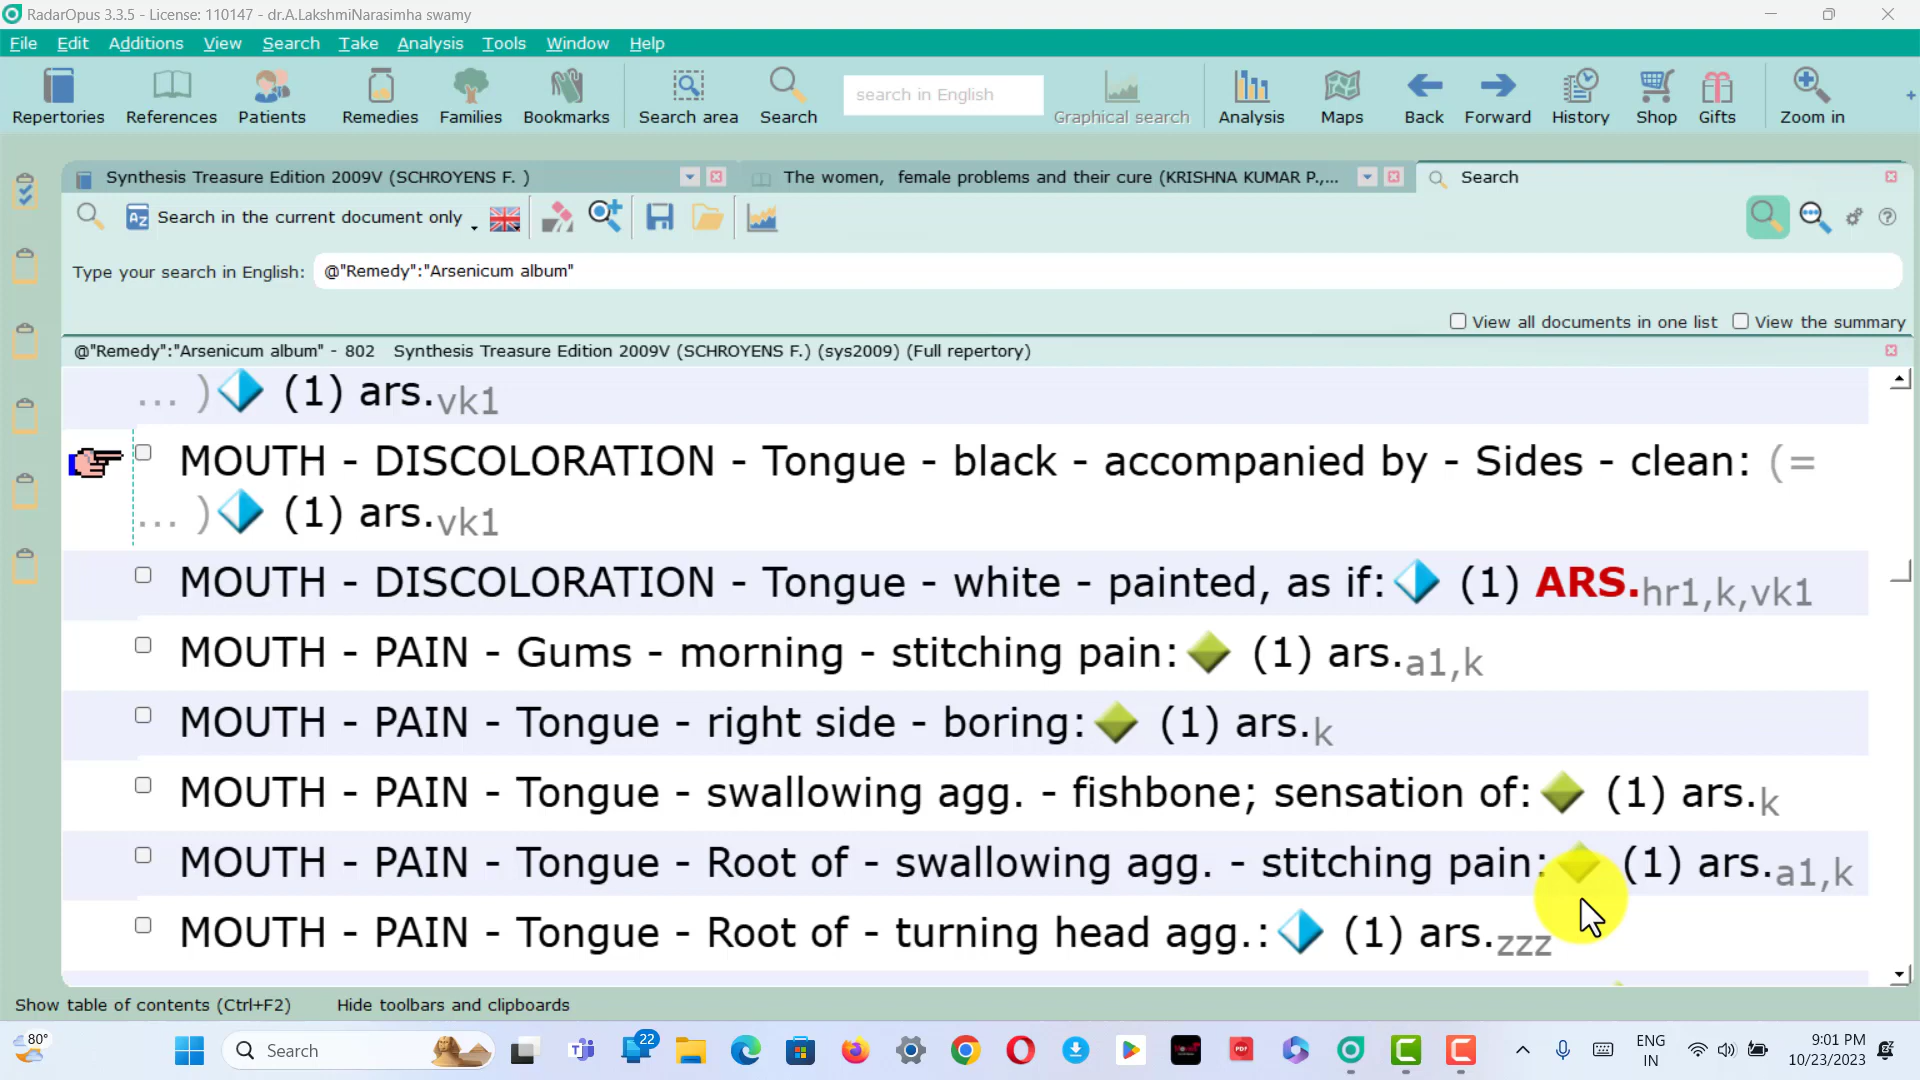 RadarOpus 3.3.5 - License: 110147 - dr.A.LakshmiNarasimha swamy
File Edit Additions View Search Take Analysis Tools Window Help
Repertories References Patients Remedies Families Bookmarks Search area Search search in English Graphical search Analysis Maps Back Forward History Shop Gifts Zoom in
Synthesis Treasure Edition 2009V (SCHROYENS F. ) The women, female problems and their cure (KRISHNA KUMAR P.,... Search
AZ Search in the current document only
Type your search in English: @"Remedy":"Arsenicum album"
View all documents in one list View the summary
@"Remedy":"Arsenicum album" - 802 Synthesis Treasure Edition 2009V (SCHROYENS F.) (sys2009) (Full repertory)
... ) (1) ars.vk1
MOUTH - DISCOLORATION - Tongue - black - accompanied by - Sides - clean: (=
... ) (1) ars.vk1
MOUTH - DISCOLORATION - Tongue - white - painted, as if: (1) ARS.hr1,k,vk1
MOUTH - PAIN - Gums - morning - stitching pain: (1) ars.a1,k
MOUTH - PAIN - Tongue - right side - boring: (1) ars.k
MOUTH - PAIN - Tongue - swallowing agg. - fishbone; sensation of: (1) ars.k
MOUTH - PAIN - Tongue - Root of - swallowing agg. - stitching pain: (1) ars.a1,k
MOUTH - PAIN - Tongue - Root of - turning head agg.: (1) ars.zzz
Show table of contents (Ctrl+F2) Hide toolbars and clipboards
80° Search 22 PDF ENG 9:01 PM
IN 10/23/2023